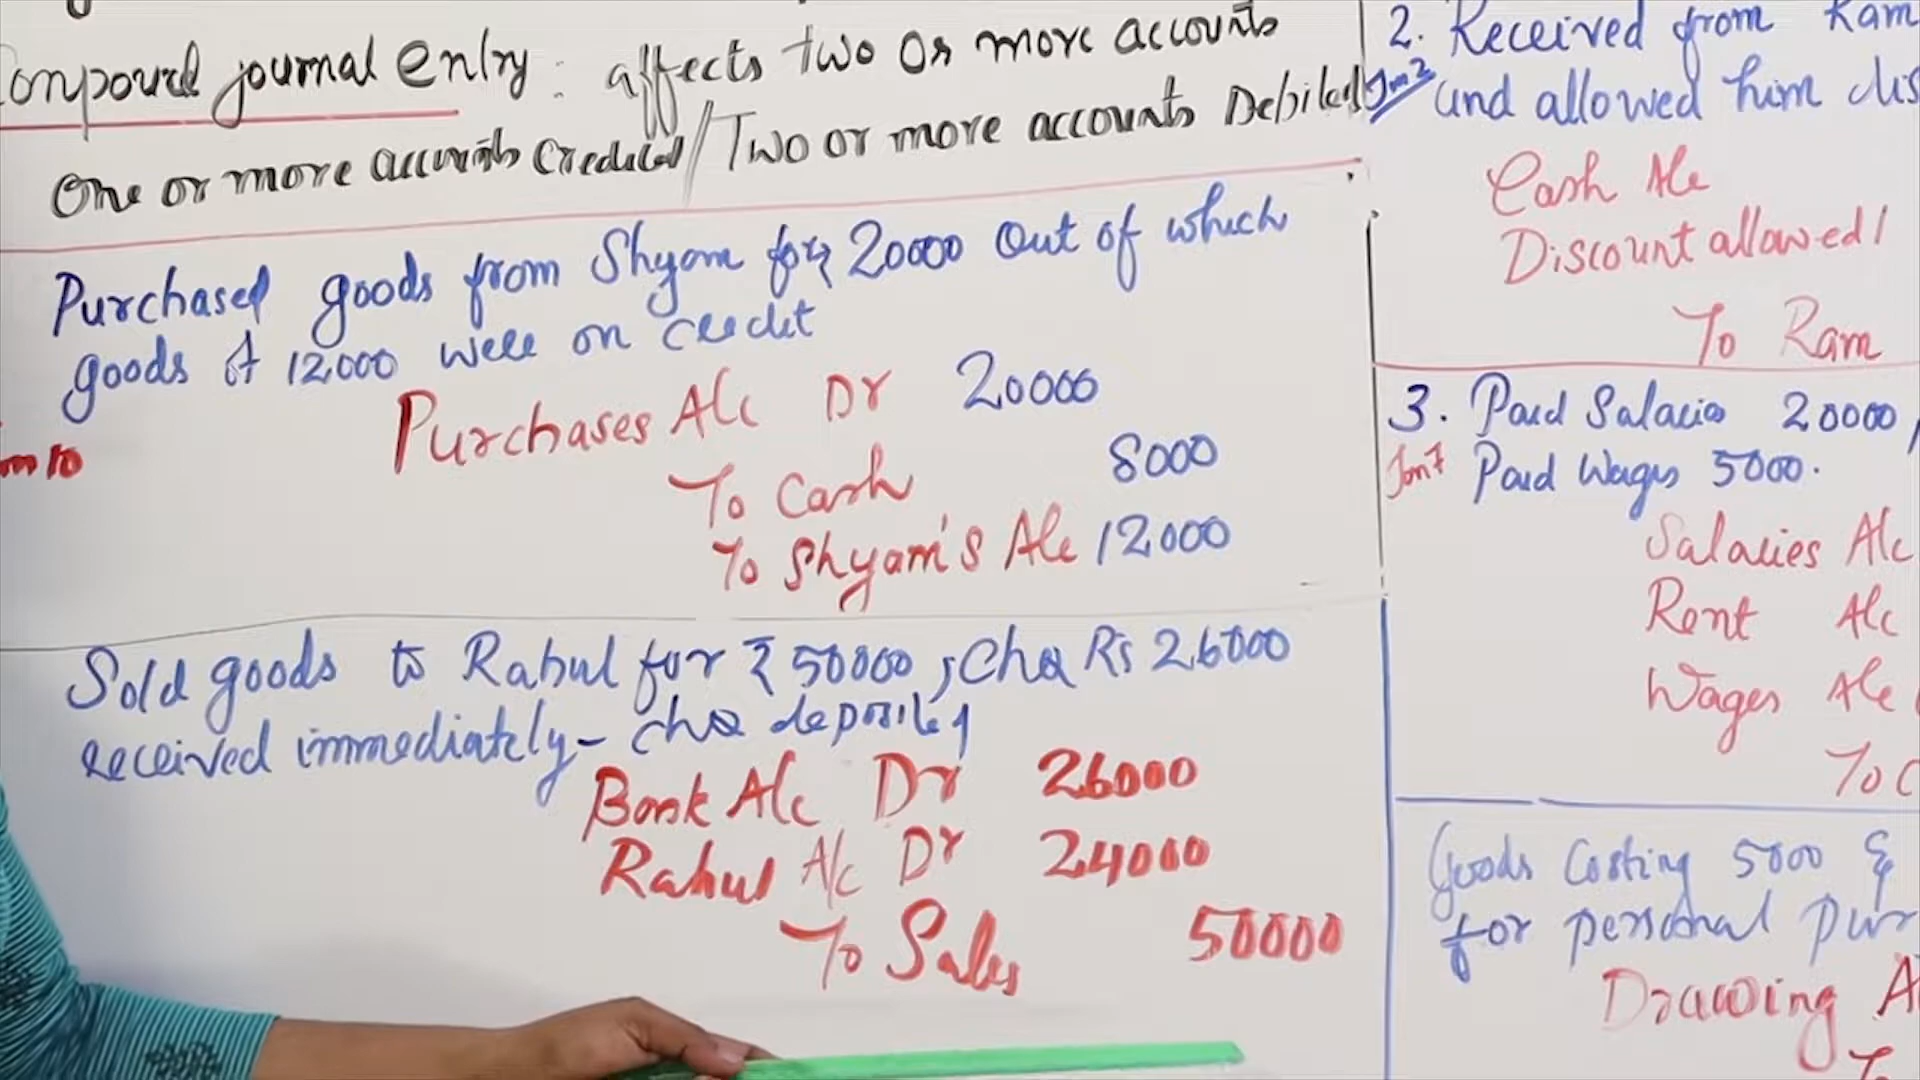 Compound journal entry : affects two or more accounts
One or more accounts credited / Two or more accounts Debited
Purchased goods from Shyam for ₹ 20000 Out of which
goods of 12000 were on credit
Purchases A/c Dr 20000
To Cash 8000
To Shyam's A/c 12000
Sold goods to Rahul for ₹ 50000, Chq Rs 26000
received immediately - chq deposited
Bank A/c Dr 26000
Rahul A/c Dr 24000
To Sales 50000
2. Received from Ram
Jan 2 and allowed him dis
Cash A/c
Discount allowed
To Ram
3. Paid Salaries 20000,
Jan 7 Paid Wages 5000.
Salaries A/c
Rent A/c
Wages A/c
To C
Goods Costing 5000 &
for personal pur
Drawing A
To